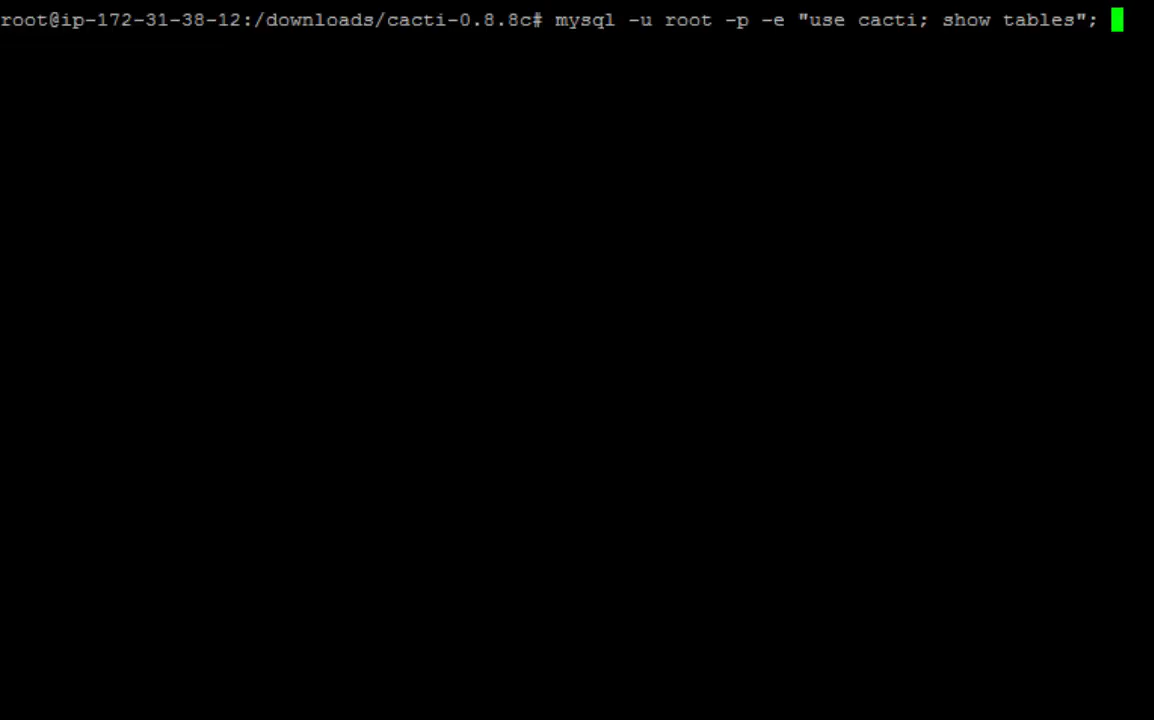 root@ip-172-31-38-12:/downloads/cacti-0.8.8c# mysql -u root -p -e "use cacti; show tables";